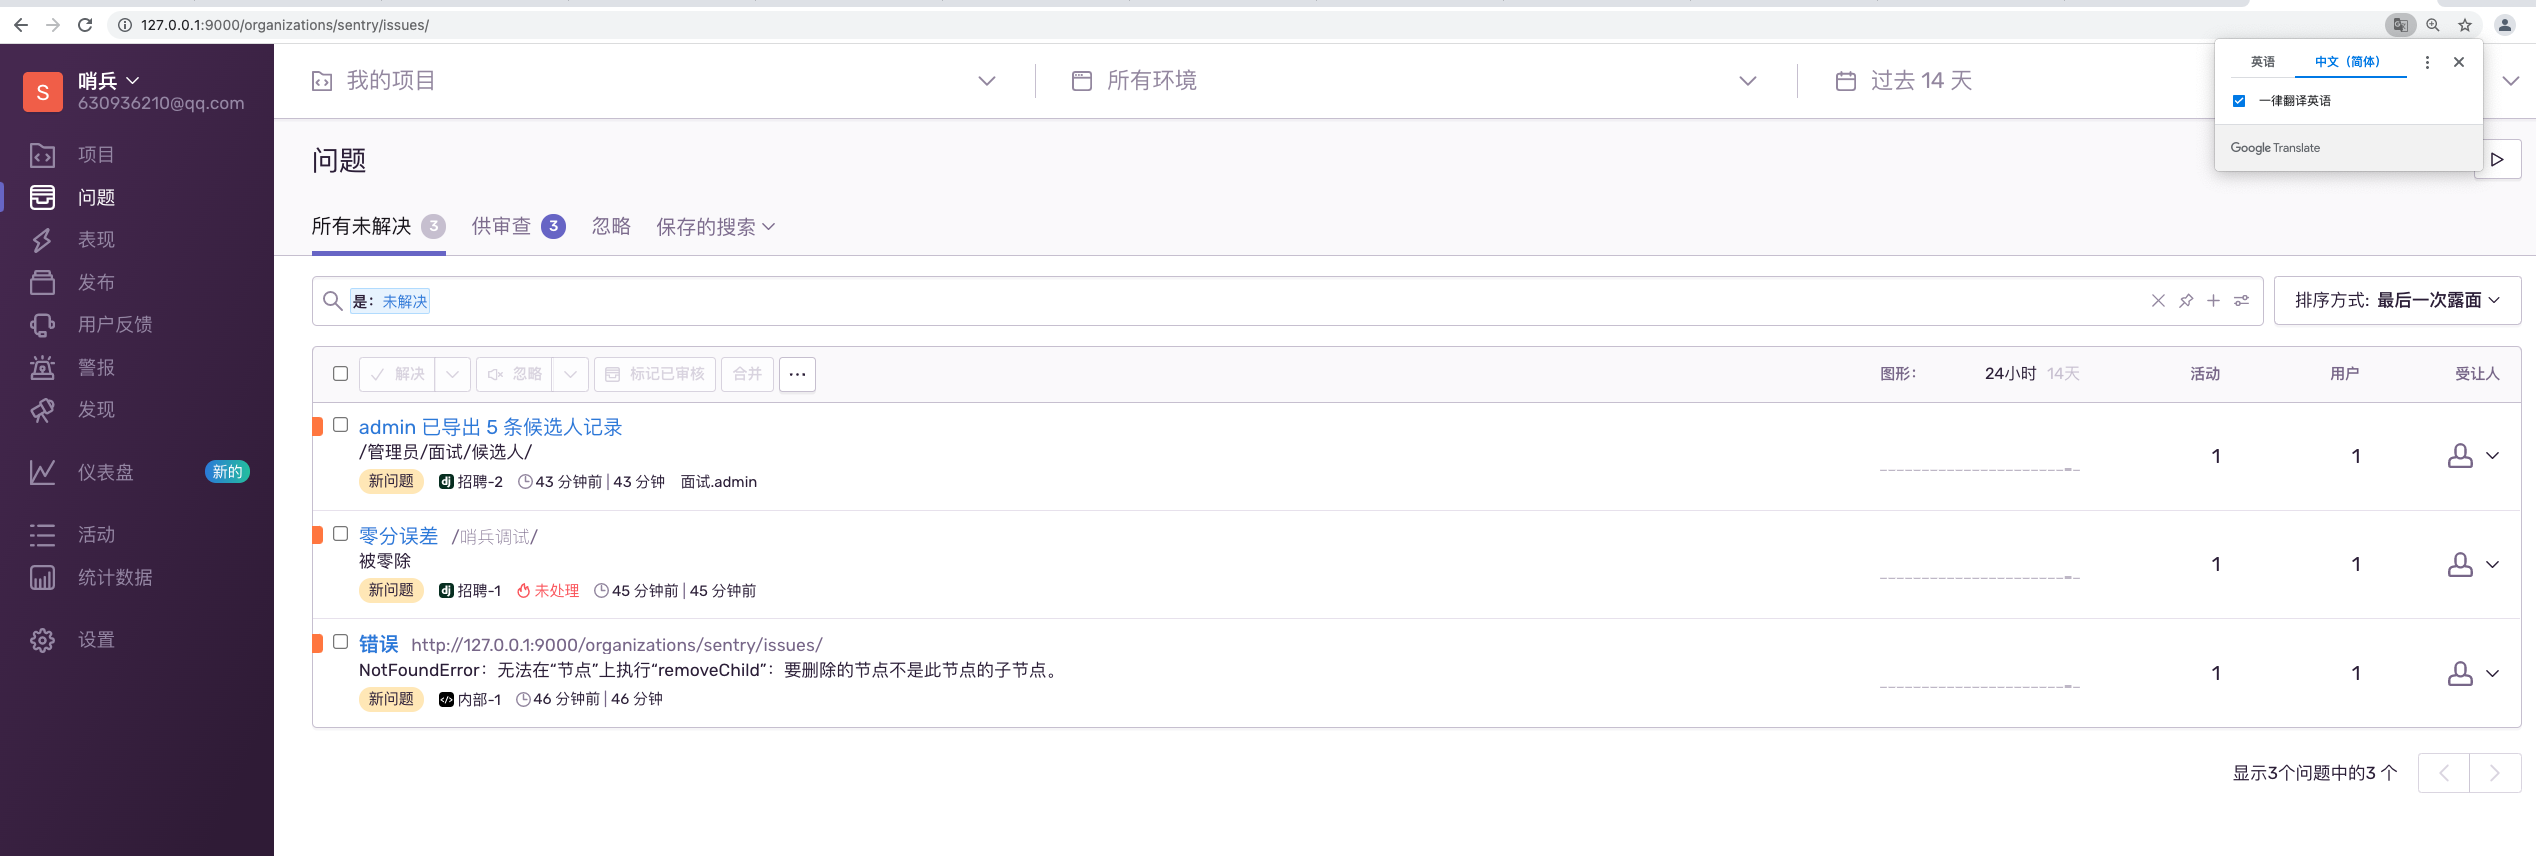 127.0.0.1:9000/organizations/sentry/issues/
英语 中文（简体）
一律翻译英语
Google Translate
S
哨兵
630936210@qq.com
项目
问题
表现
发布
用户反馈
警报
发现
仪表盘 新的
活动
统计数据
设置
我的项目 所有环境 过去 14 天
问题
所有未解决 3 供审查 3 忽略 保存的搜索
是： 未解决
排序方式: 最后一次露面
解决 忽略 标记已审核 合并 ...
图形： 24小时 14天 活动 用户 受让人
admin 已导出 5 条候选人记录
/管理员/面试/候选人/
新问题 dj 招聘-2 43 分钟前 | 43 分钟 面试.admin
1 1
零分误差 /哨兵调试/
被零除
新问题 dj 招聘-1 未处理 45 分钟前 | 45 分钟前
1 1
错误 http://127.0.0.1:9000/organizations/sentry/issues/
NotFoundError：无法在“节点”上执行“removeChild”：要删除的节点不是此节点的子节点。
新问题 </> 内部-1 46 分钟前 | 46 分钟
1 1
显示3个问题中的3 个